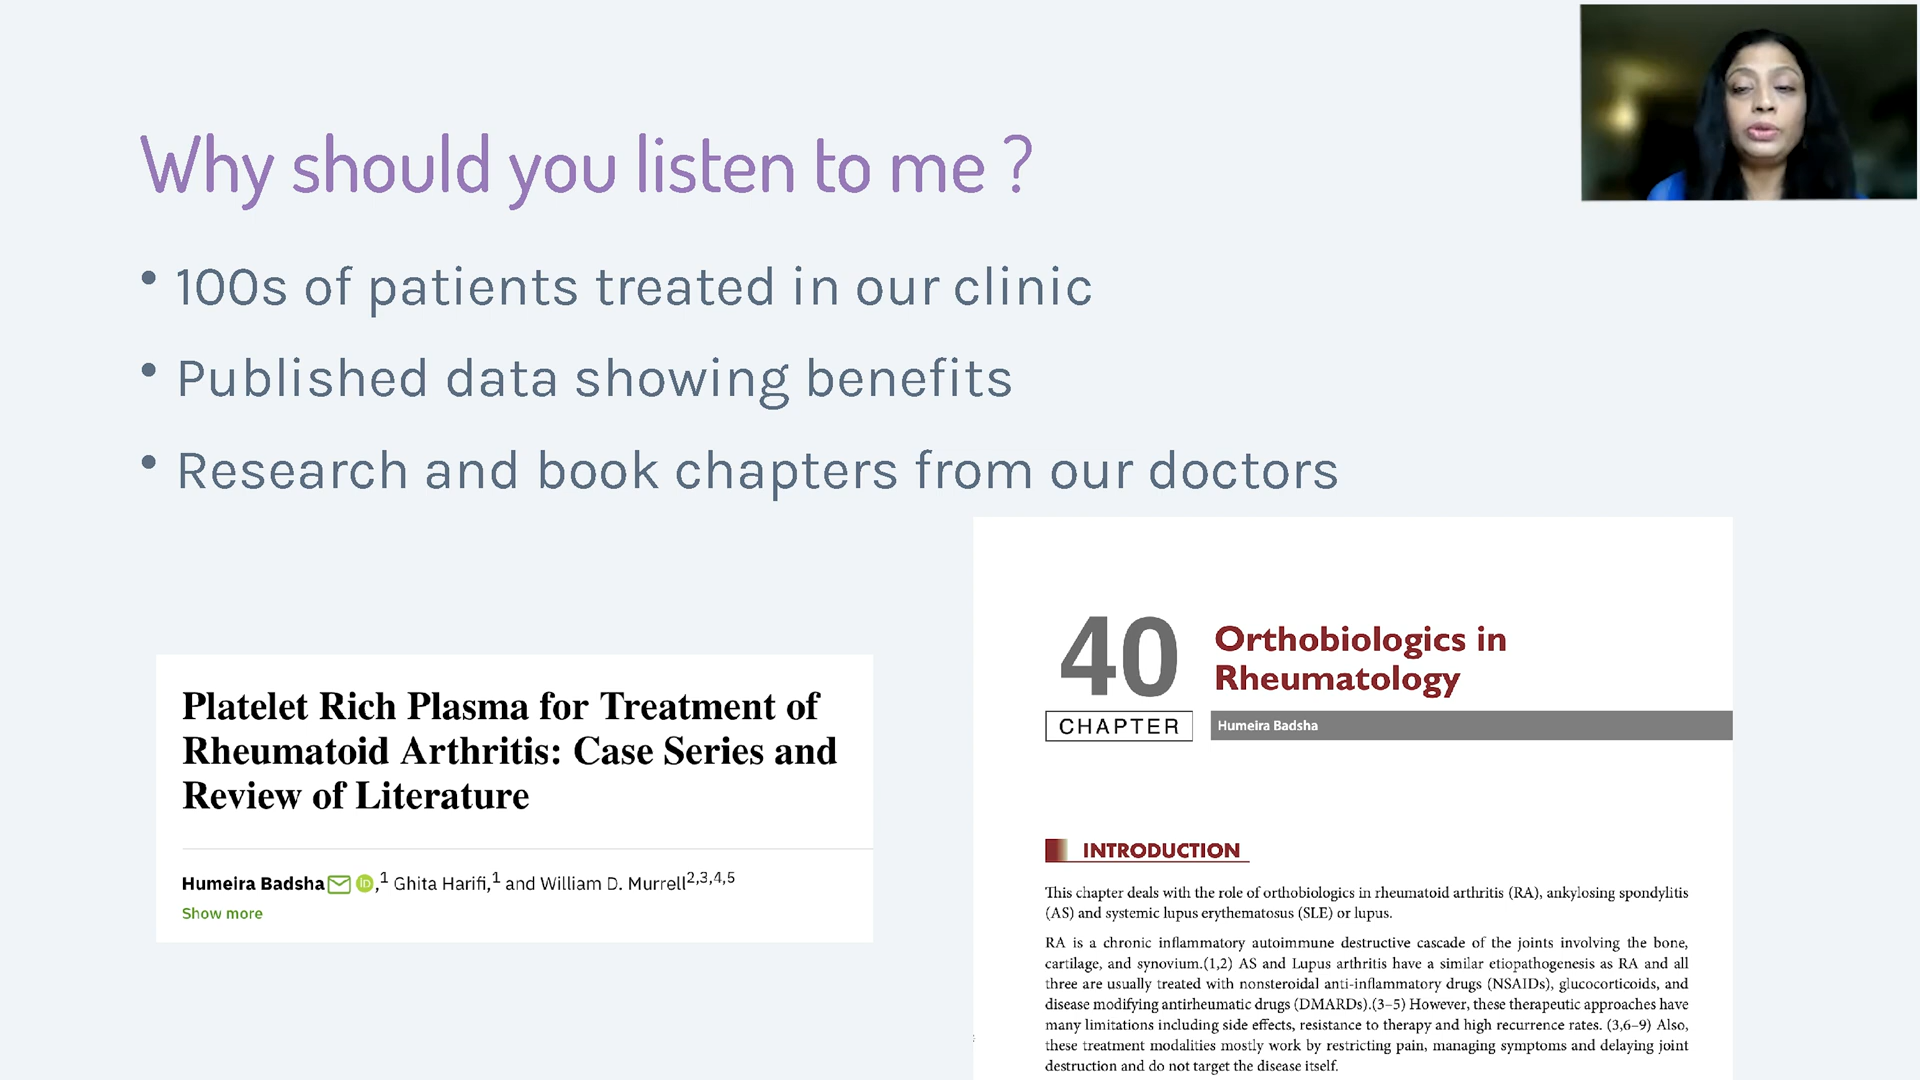 Why should you listen to me ?
• 100s of patients treated in our clinic
• Published data showing benefits
• Research and book chapters from our doctors
Platelet Rich Plasma for Treatment of
Rheumatoid Arthritis: Case Series and
Review of Literature
Humeira Badsha iD,1 Ghita Harifi,1 and William D. Murrell2,3,4,5
Show more
40
CHAPTER
Orthobiologics in
Rheumatology
Humeira Badsha
INTRODUCTION
This chapter deals with the role of orthobiologics in rheumatoid arthritis (RA), ankylosing spondylitis
(AS) and systemic lupus erythematosus (SLE) or lupus.
RA is a chronic inflammatory autoimmune destructive cascade of the joints involving the bone,
cartilage, and synovium.(1,2) AS and Lupus arthritis have a similar etiopathogenesis as RA and all
three are usually treated with nonsteroidal anti-inflammatory drugs (NSAIDs), glucocorticoids, and
disease modifying antirheumatic drugs (DMARDs).(3–5) However, these therapeutic approaches have
many limitations including side effects, resistance to therapy and high recurrence rates. (3,6–9) Also,
these treatment modalities mostly work by restricting pain, managing symptoms and delaying joint
destruction and do not target the disease itself.